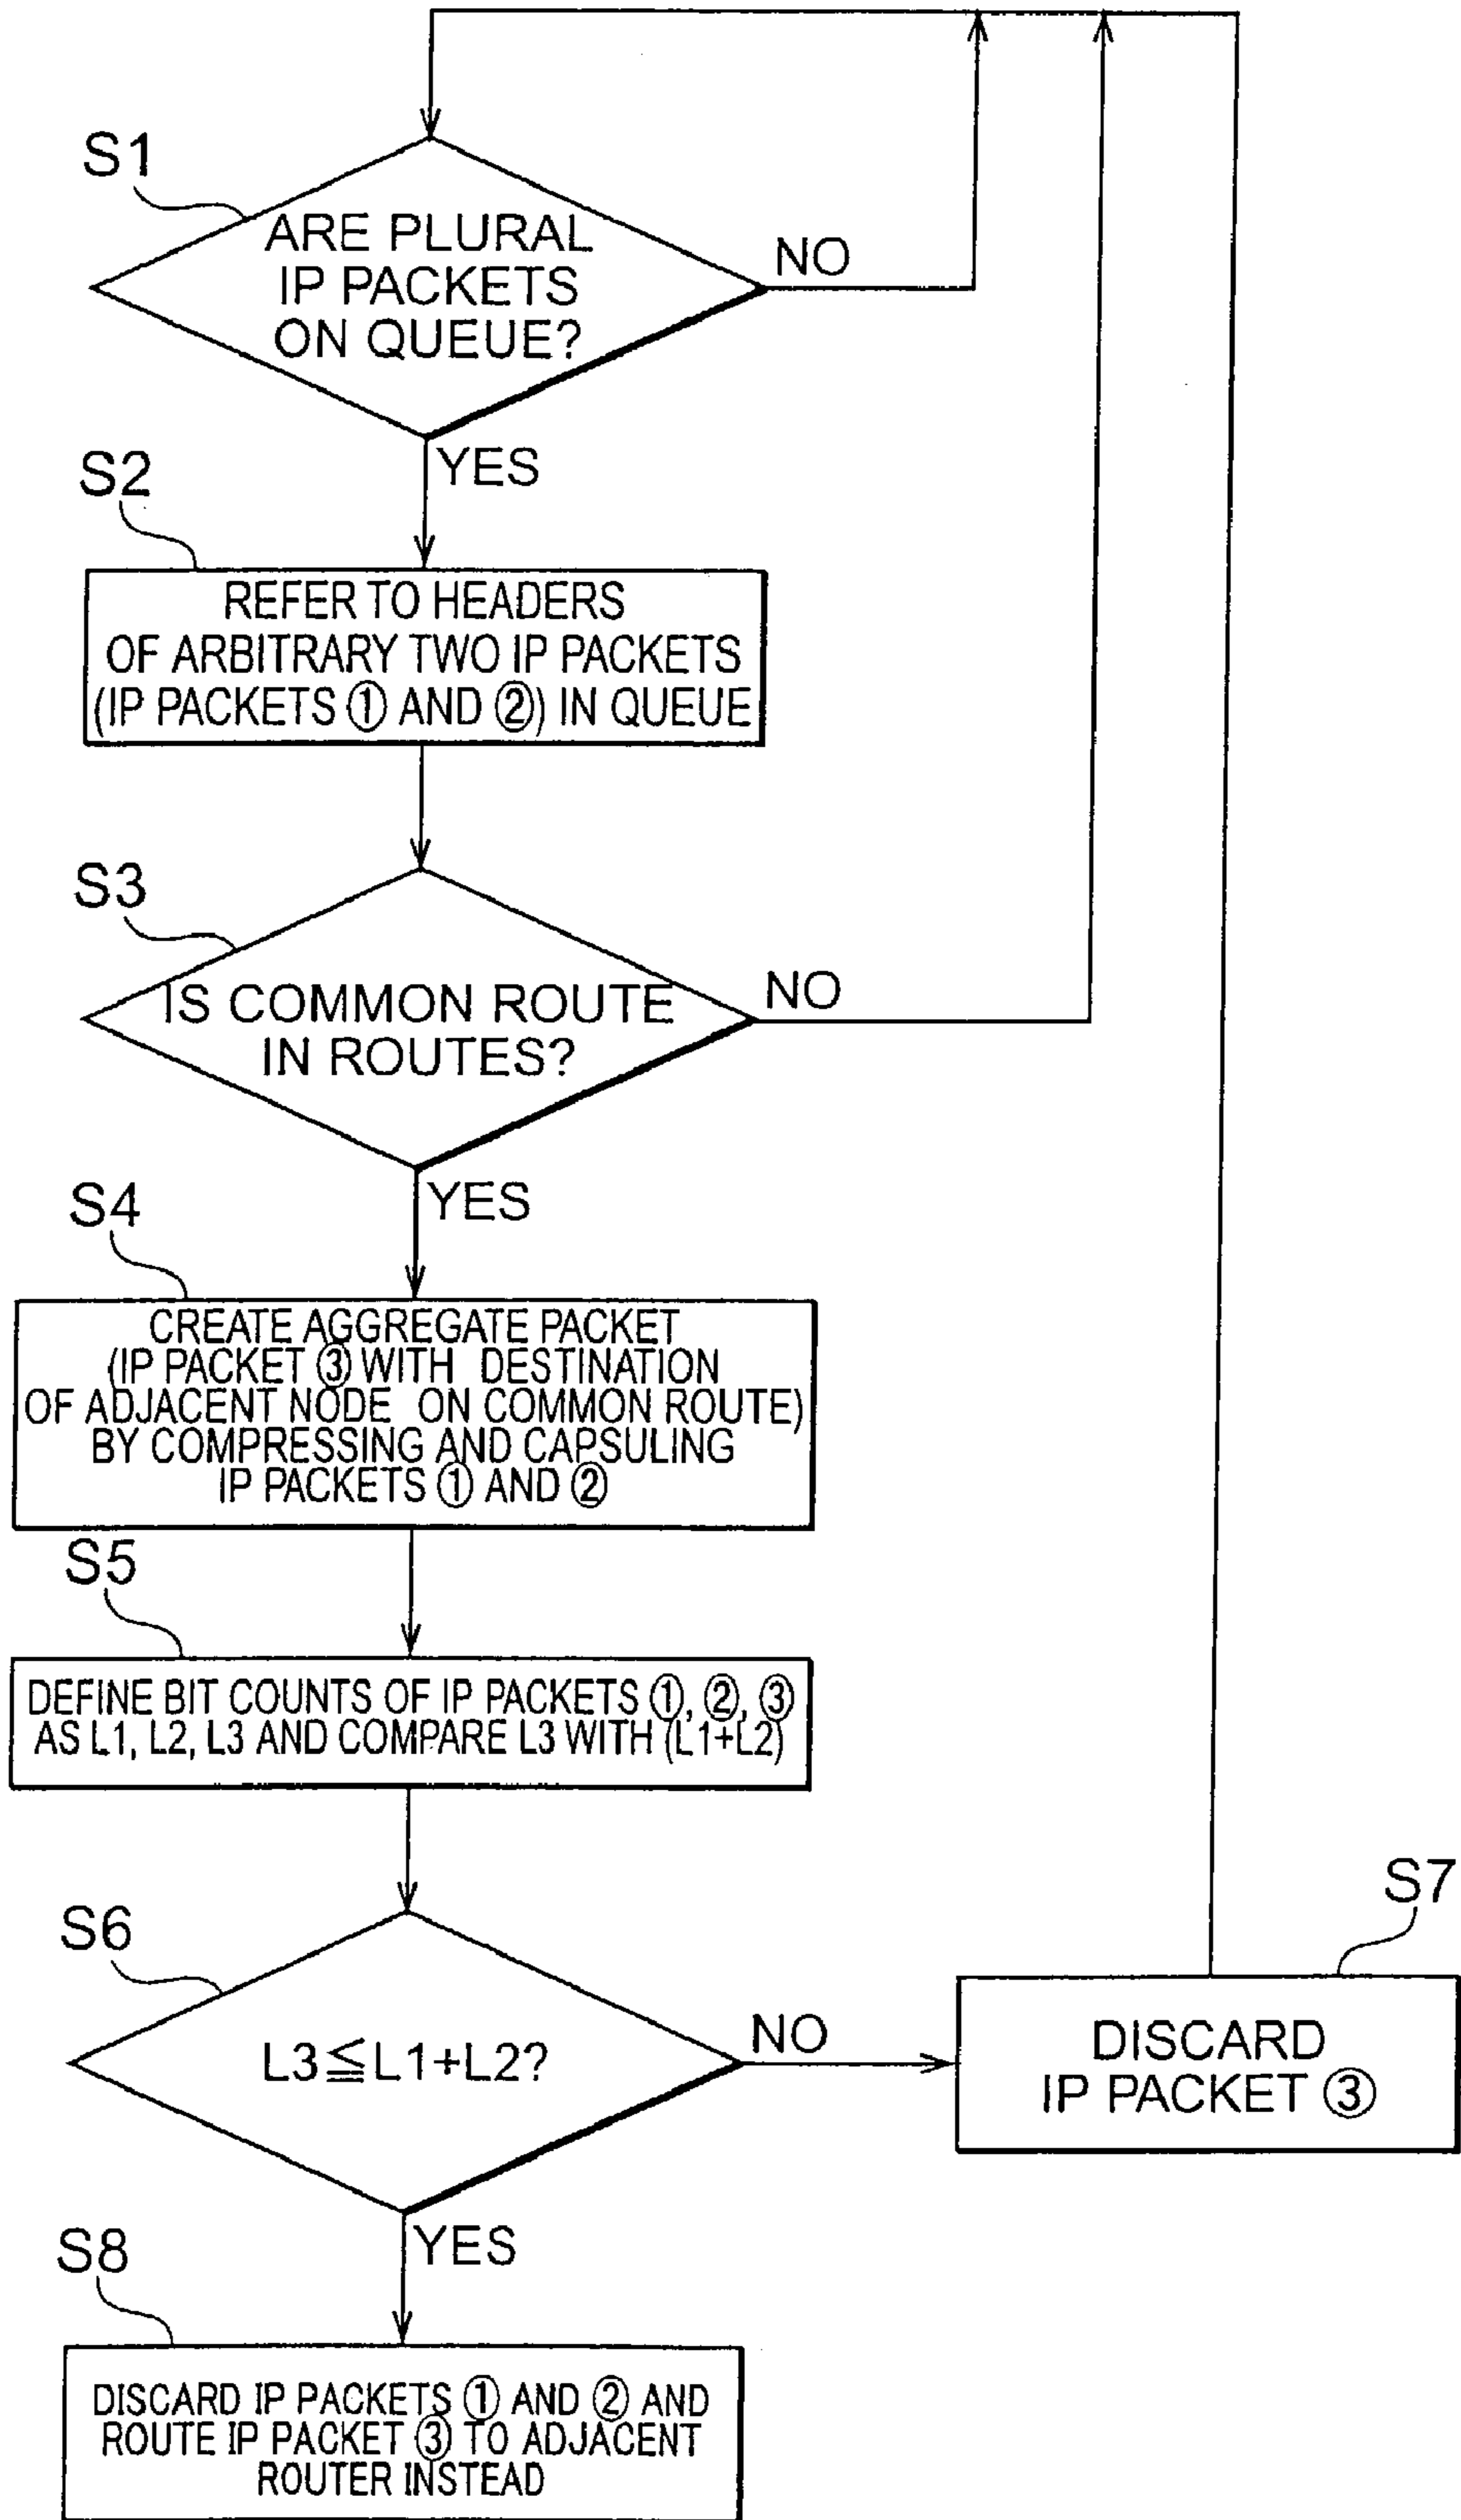 S1
ARE PLURAL
IP PACKETS
ON QUEUE?
NO
YES
S2
REFER TO HEADERS
OF ARBITRARY TWO IP PACKETS
(IP PACKETS ① AND ②) IN QUEUE
S3
IS COMMON ROUTE
IN ROUTES?
NO
YES
S4
CREATE AGGREGATE PACKET
(IP PACKET ③ WITH DESTINATION
OF ADJACENT NODE ON COMMON ROUTE)
BY COMPRESSING AND CAPSULING
IP PACKETS ① AND ②
S5
DEFINE BIT COUNTS OF IP PACKETS ①, ②, ③
AS L1, L2, L3 AND COMPARE L3 WITH (L1+L2)
S6
L3≦L1+L2?
NO
S7
DISCARD
IP PACKET ③
YES
S8
DISCARD IP PACKETS ① AND ② AND
ROUTE IP PACKET ③ TO ADJACENT
ROUTER INSTEAD